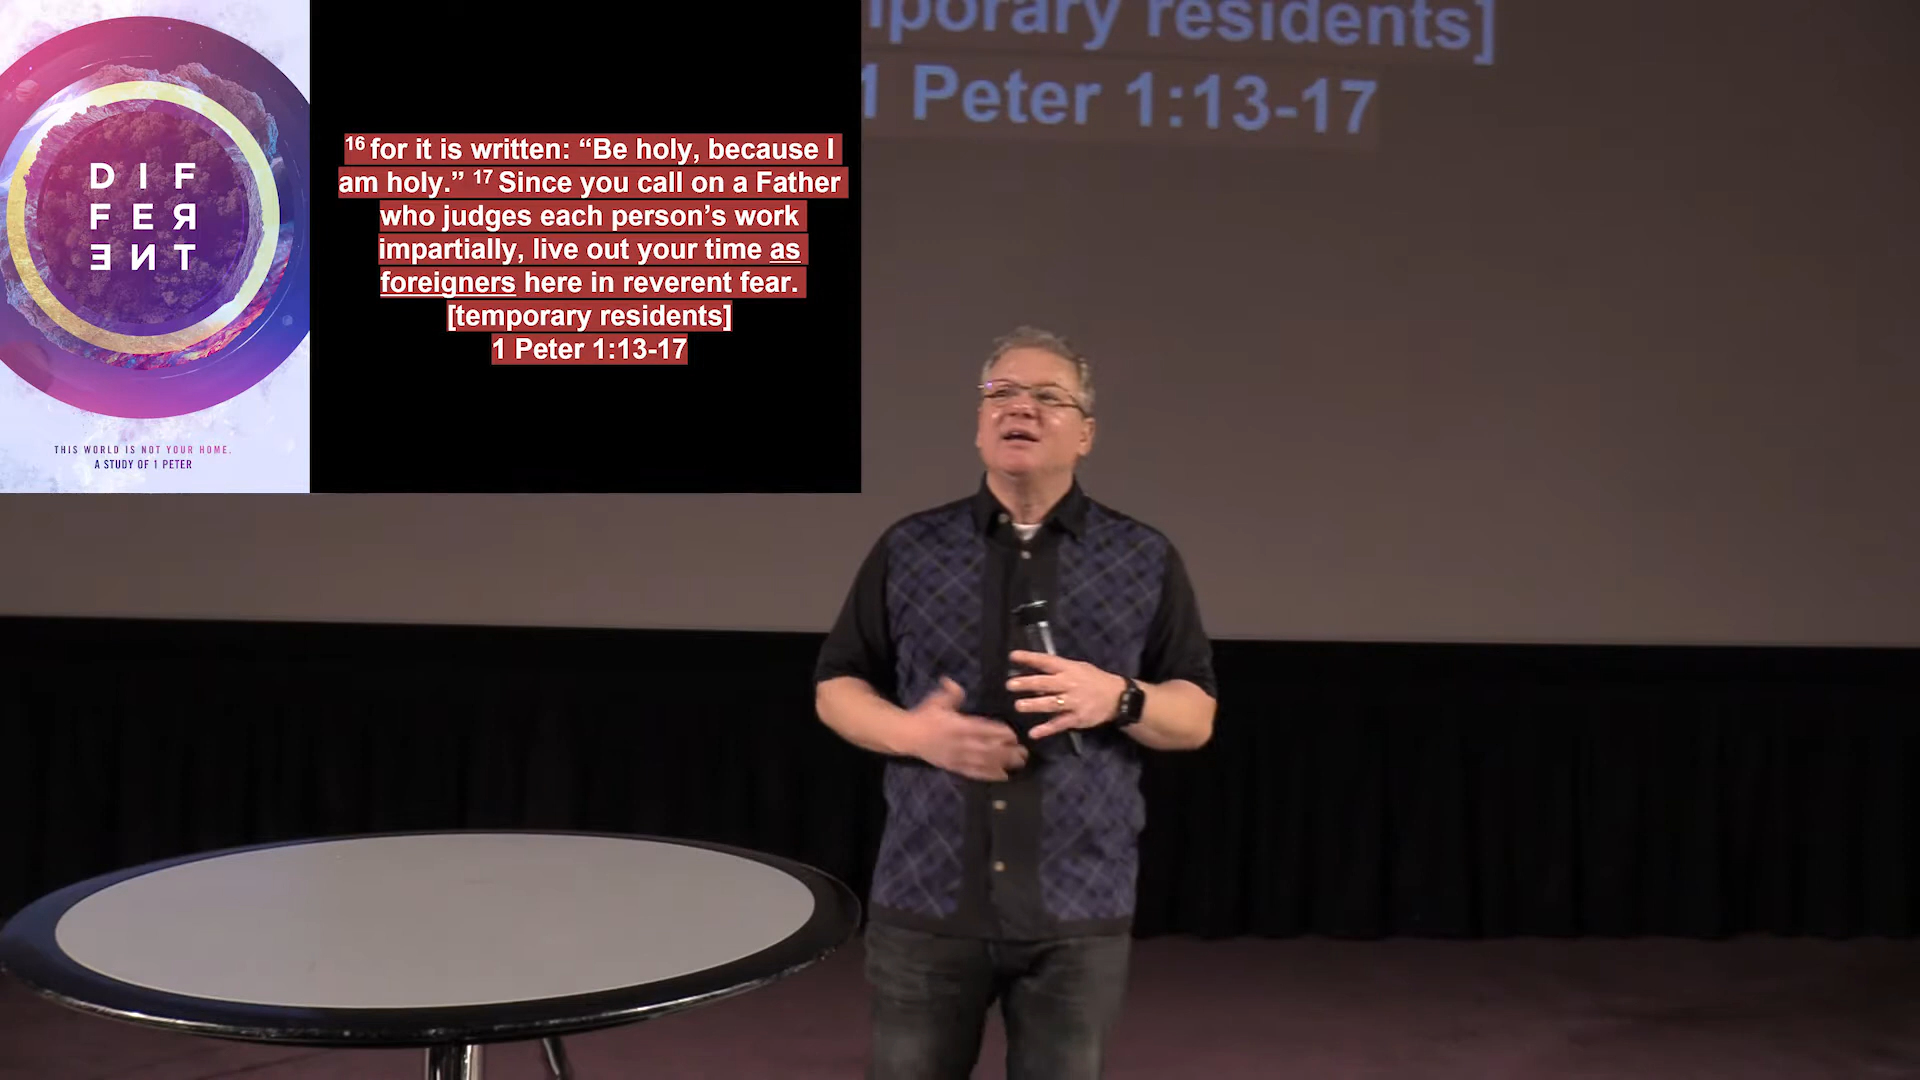 DIF
FER
ENT
THIS WORLD IS NOT YOUR HOME.
A STUDY OF 1 PETER
16 for it is written: “Be holy, because I
am holy.” 17 Since you call on a Father
who judges each person’s work
impartially, live out your time as
foreigners here in reverent fear.
[temporary residents]
1 Peter 1:13-17
residents]
1 Peter 1:13-17